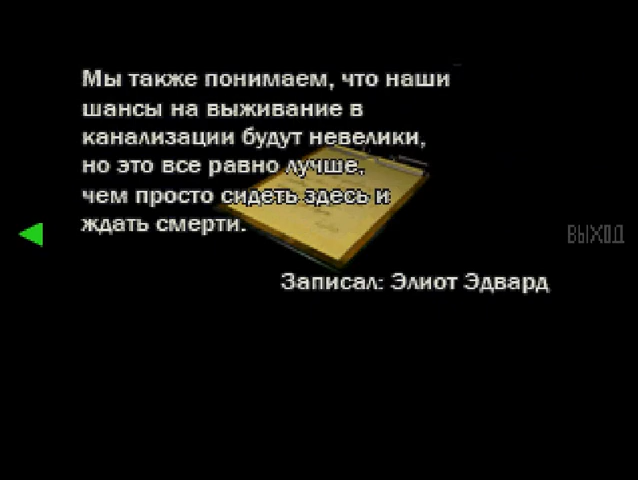 Мы также понимаем, что наши
шансы на выживание в
канализации будут невелики,
но это все равно лучше,
чем просто сидеть здесь и
ждать смерти.
ВЫХОД
Записал: Элиот Эдвард